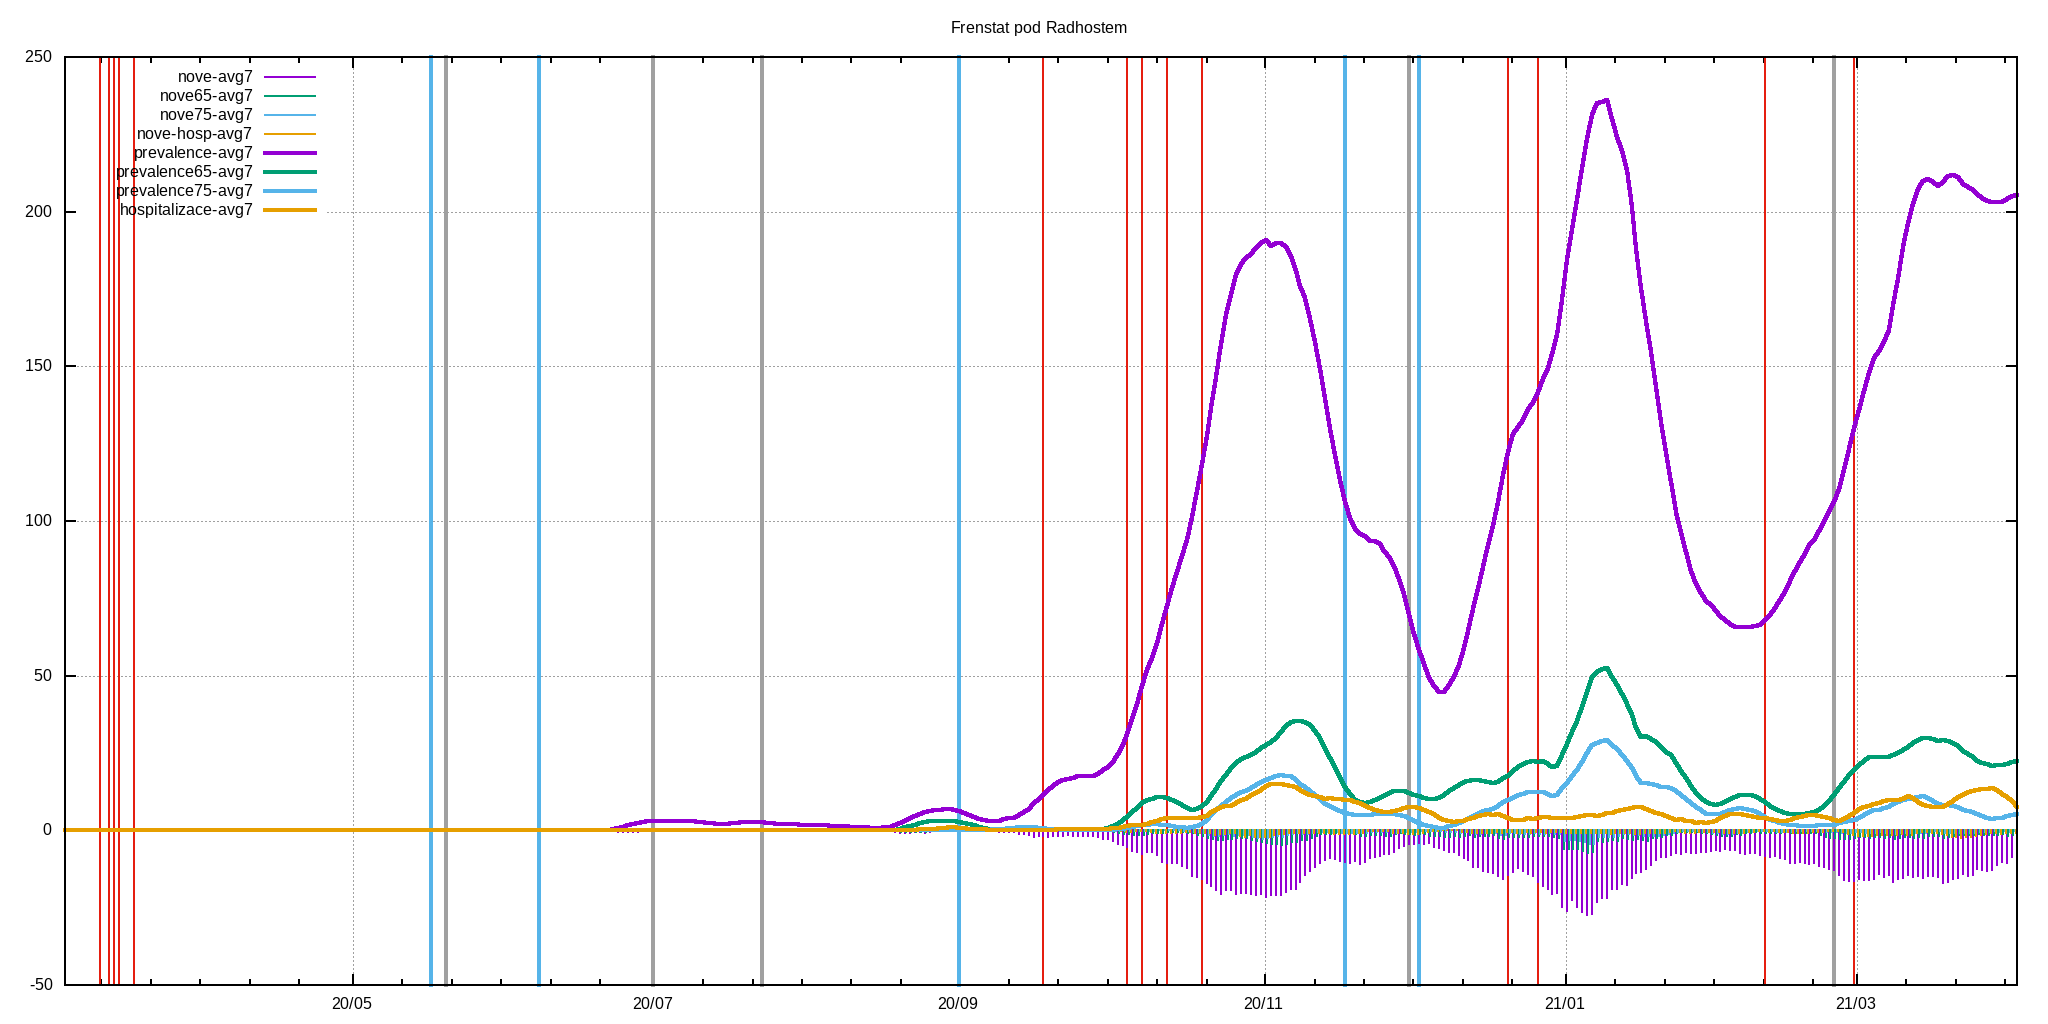 Frenstat pod Radhostem
250
200
150
100
50
0
-50
nove-avg7
nove65-avg7
nove75-avg7
nove-hosp-avg7
prevalence-avg7
prevalence65-avg7
prevalence75-avg7
hospitalizace-avg7
20/05
20/07
20/09
20/11
21/01
21/03